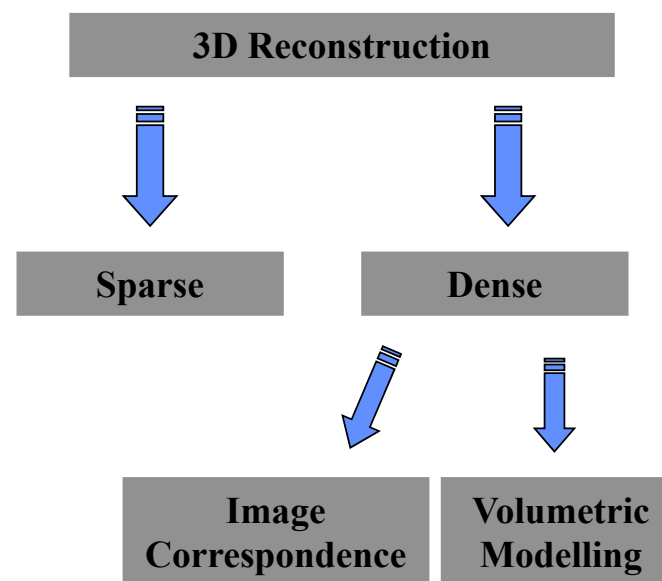 3D Reconstruction
Sparse
Dense
Image
Correspondence
Volumetric
Modelling